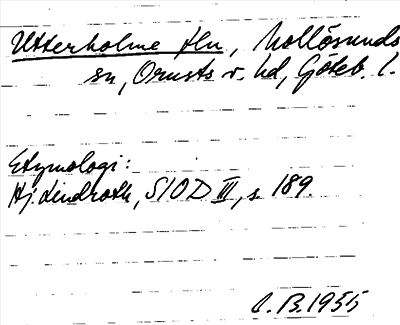 Utterholme flu, Mollösunds
sn, Orusts v. hd, Göteb. l.
Etymologi:
Hj. Lindroth, SIOD III, s. 189.
C. B. 1955